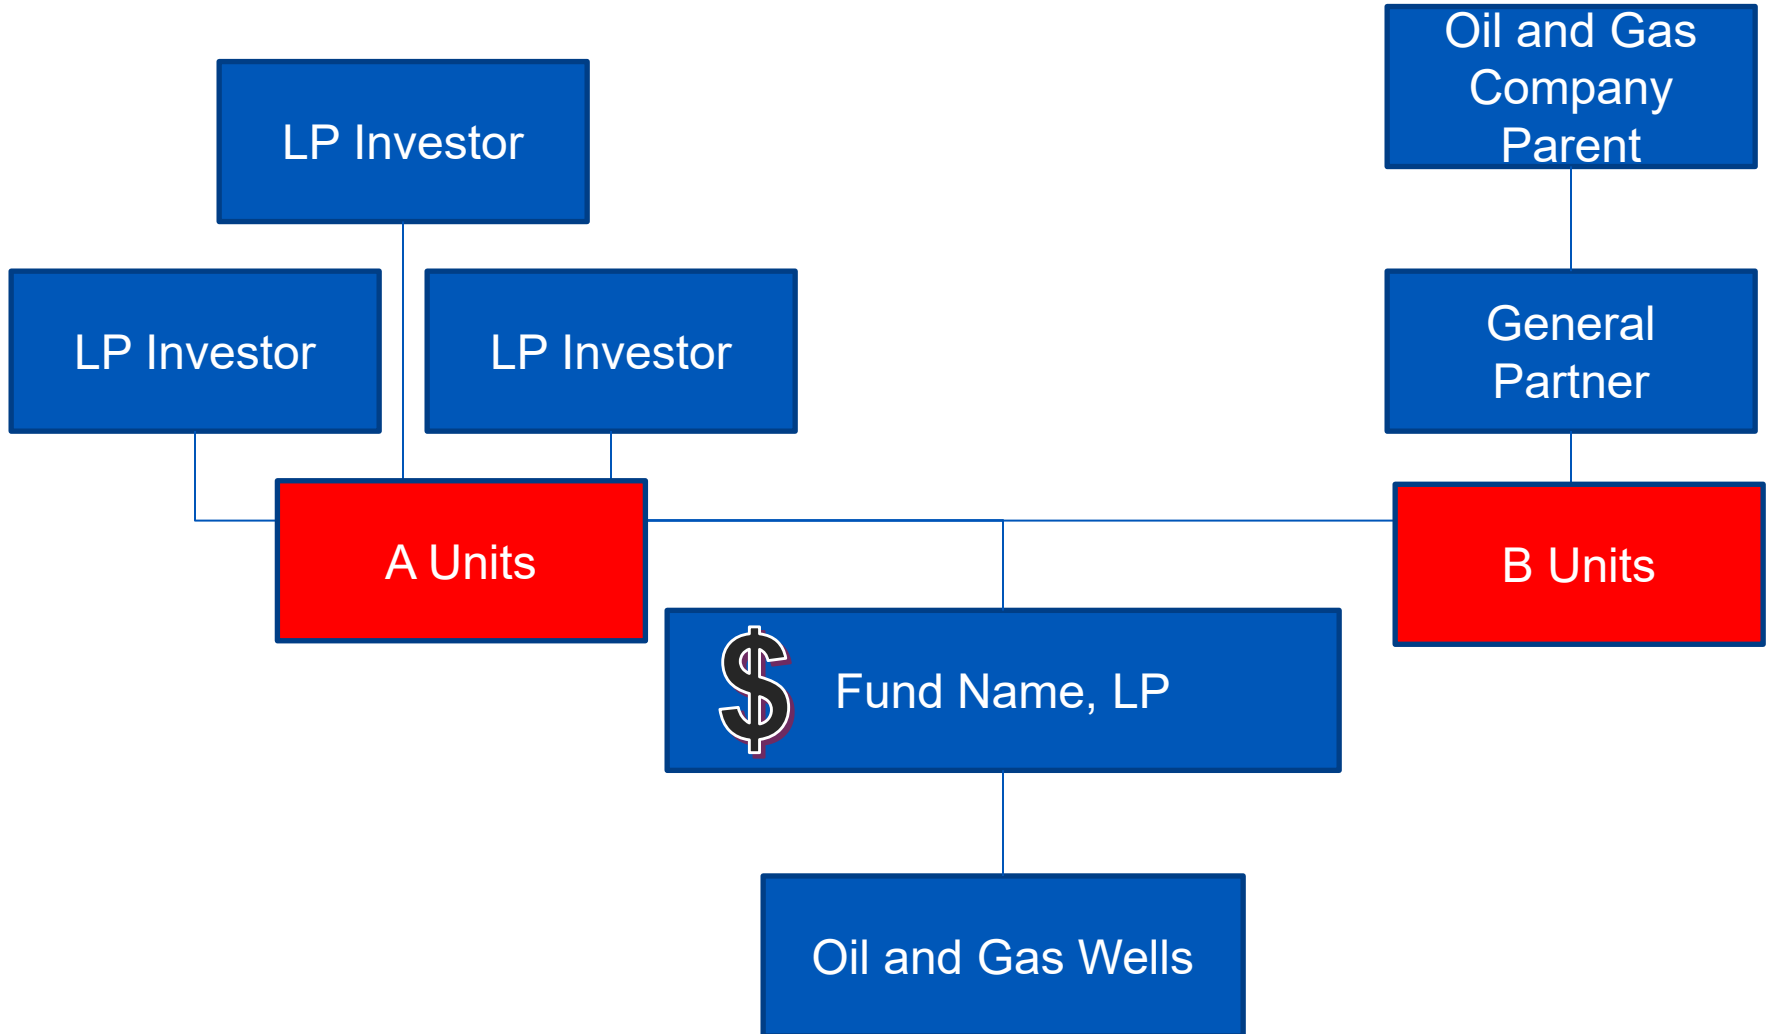 Oil and Gas
Company
Parent
LP Investor
LP Investor
LP Investor
General
Partner
A Units
B Units
$
Fund Name, LP
Oil and Gas Wells